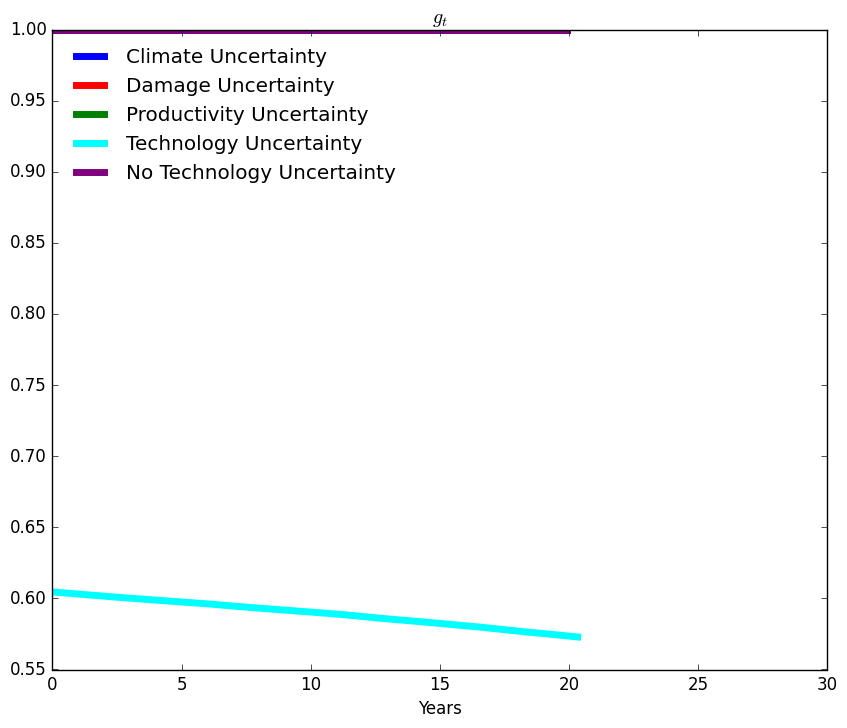 g_t
1.00
Climate Uncertainty
Damage Uncertainty
0.95
Productivity Uncertainty
Technology Uncertainty
0.90
No Technology Uncertainty
0.85
0.80
0.75
0.70
0.65
0.60
0.55
0 5 10 15 20 25 30
Years